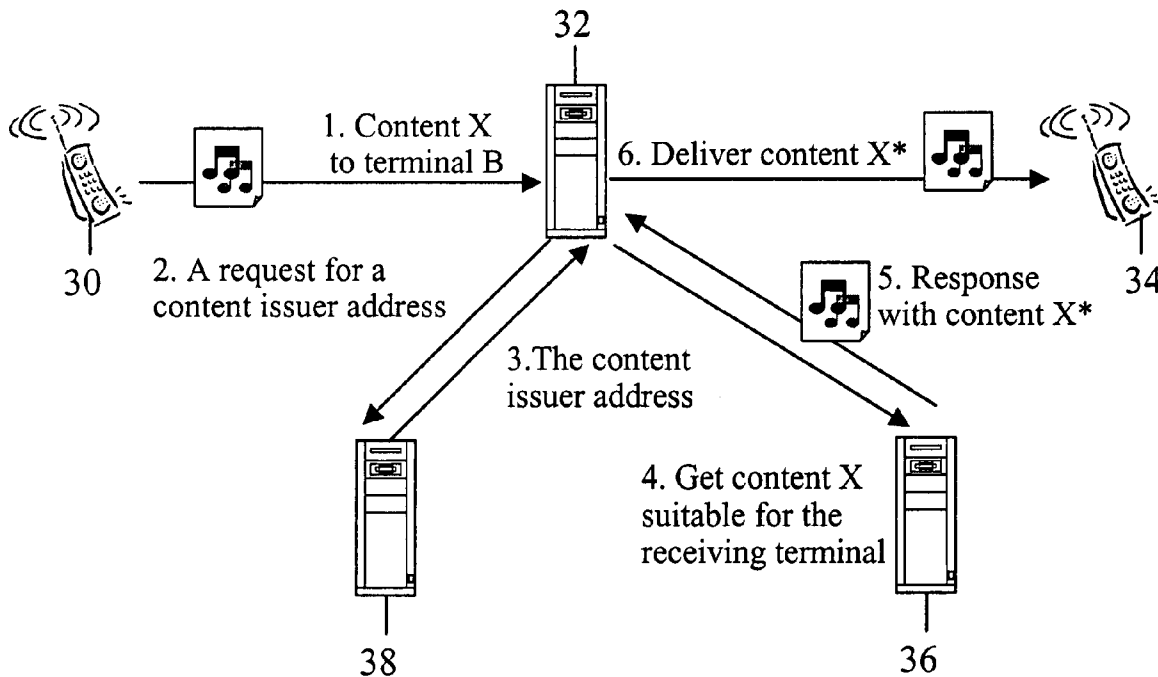 32
1. Content X
to terminal B
6. Deliver content X*
30
34
2. A request for a
content issuer address
5. Response
with content X*
3.The content
issuer address
4. Get content X
suitable for the
receiving terminal
38
36